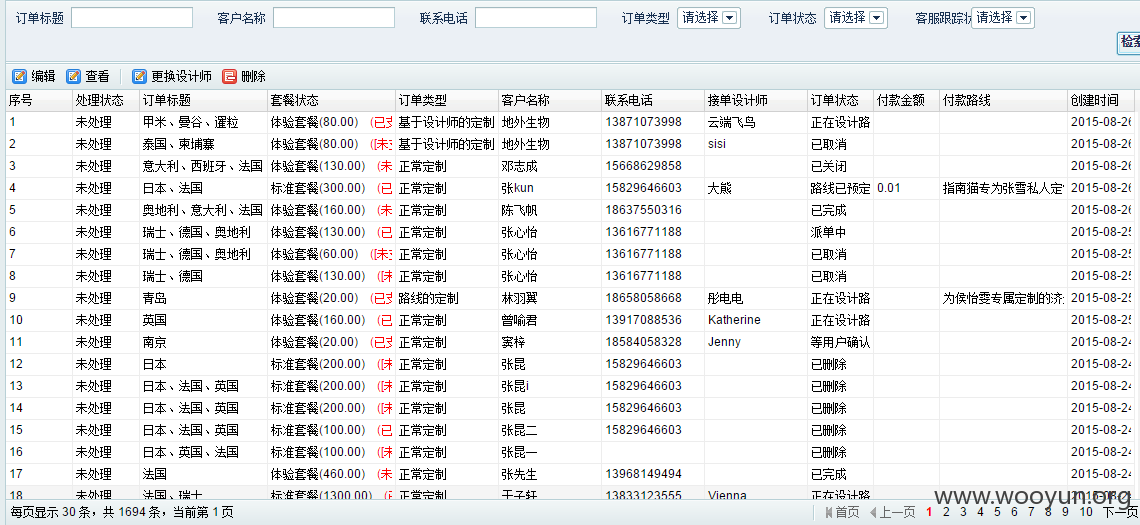 订单标题 客户名称 联系电话 订单类型 请选择 订单状态 请选择 客服跟踪状 请选择
检索
编辑 查看 更换设计师 删除
序号 处理状态 订单标题 套餐状态 订单类型 客户名称 联系电话 接单设计师 订单状态 付款金额 付款路线 创建时间
1 未处理 甲米、曼谷、暹粒 体验套餐(80.00) (已支 基于设计师的定制 地外生物 13871073998 云端飞鸟 正在设计路 2015-08-26
2 未处理 泰国、柬埔寨 体验套餐(80.00) ([未支 基于设计师的定制 地外生物 13871073998 sisi 已取消 2015-08-26
3 未处理 意大利、西班牙、法国 体验套餐(130.00) (未 正常定制 邓志成 15668629858 已关闭 2015-08-26
4 未处理 日本、法国 标准套餐(300.00) (已 正常定制 张kun 15829646603 大熊 路线已预定 0.01 指南猫专为张雪私人定 2015-08-26
5 未处理 奥地利、意大利、法国 体验套餐(160.00) (未 正常定制 陈飞帆 18637550316 已完成 2015-08-26
6 未处理 瑞士、德国、奥地利 体验套餐(130.00) (已 正常定制 张心怡 13616771188 派单中 2015-08-26
7 未处理 瑞士、德国、奥地利 体验套餐(60.00) ([未支 正常定制 张心怡 13616771188 已取消 2015-08-25
8 未处理 瑞士、德国 体验套餐(130.00) ([未 正常定制 张心怡 13616771188 已取消 2015-08-25
9 未处理 青岛 体验套餐(20.00) (已支 路线的定制 林羽翼 18658058668 彤电电 正在设计路 为侯怡雯专属定制的济 2015-08-25
10 未处理 英国 体验套餐(160.00) (已 正常定制 曾喻君 13917088536 Katherine 正在设计路 2015-08-25
11 未处理 南京 体验套餐(20.00) (已支 正常定制 窦梓 18584058328 Jenny 等用户确认 2015-08-25
12 未处理 日本 标准套餐(200.00) ([未 正常定制 张昆 15829646603 已删除 2015-08-24
13 未处理 日本、法国、英国 标准套餐(200.00) ([未 正常定制 张昆i 15829646603 已删除 2015-08-24
14 未处理 日本、法国、英国 标准套餐(200.00) ([未 正常定制 张昆 15829646603 已删除 2015-08-24
15 未处理 日本、法国、英国 标准套餐(100.00) (已 正常定制 张昆二 15829646603 已删除 2015-08-24
16 未处理 日本、英国、法国 标准套餐(100.00) ([未 正常定制 张昆一 已删除 2015-08-24
17 未处理 法国 体验套餐(460.00) (未 正常定制 张先生 13968149494 已完成 2015-08-24
18 未处理 法国、瑞士 标准套餐(1300.00) (已 正常定制 于子轩 13833123555 Vienna 正在设计路 2015-08-24
www.wooyun.org
每页显示 30 条，共 1694 条，当前第 1 页 首页 上一页 1 2 3 4 5 6 7 8 9 10 下一页